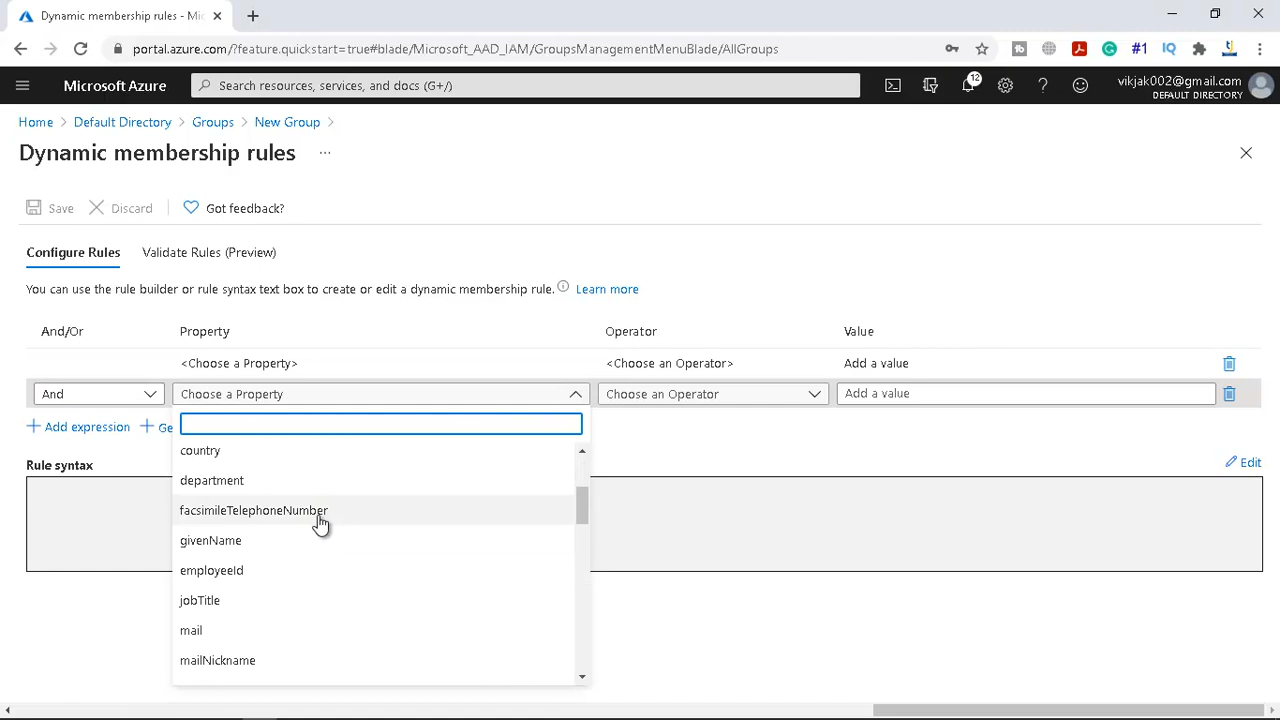 Dynamic membership rules - Mic
portal.azure.com/?feature.quickstart=true#blade/Microsoft_AAD_IAM/GroupsManagementMenuBlade/AllGroups
#1 IQ
Microsoft Azure
Search resources, services, and docs (G+/)
12
vikjak002@gmail.com
DEFAULT DIRECTORY
Home > Default Directory > Groups > New Group >
Dynamic membership rules ...
Save Discard Got feedback?
Configure Rules Validate Rules (Preview)
You can use the rule builder or rule syntax text box to create or edit a dynamic membership rule. Learn more
And/Or Property Operator Value
<Choose a Property> <Choose an Operator> Add a value
And Choose a Property Choose an Operator Add a value
+ Add expression + Ge
country
Rule syntax Edit
department
facsimileTelephoneNumber
givenName
employeeId
jobTitle
mail
mailNickname